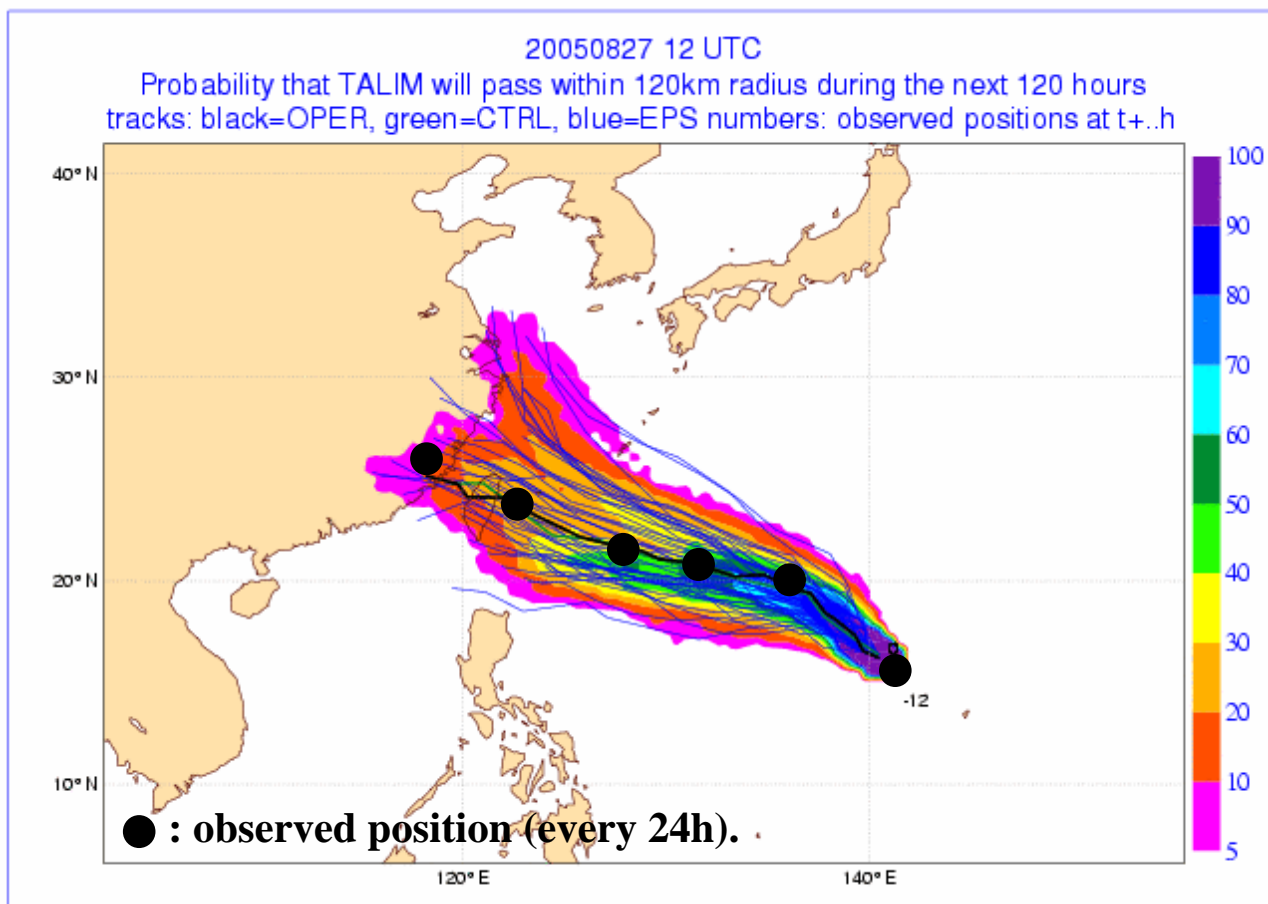 20050827 12 UTC
Probability that TALIM will pass within 120km radius during the next 120 hours
tracks: black=OPER, green=CTRL, blue=EPS numbers: observed positions at t+..h
100
40° N
90
80
70
30° N
60
50
40
20° N
30
-12
20
10
10° N
: observed position (every 24h).
5
120° E
140° E